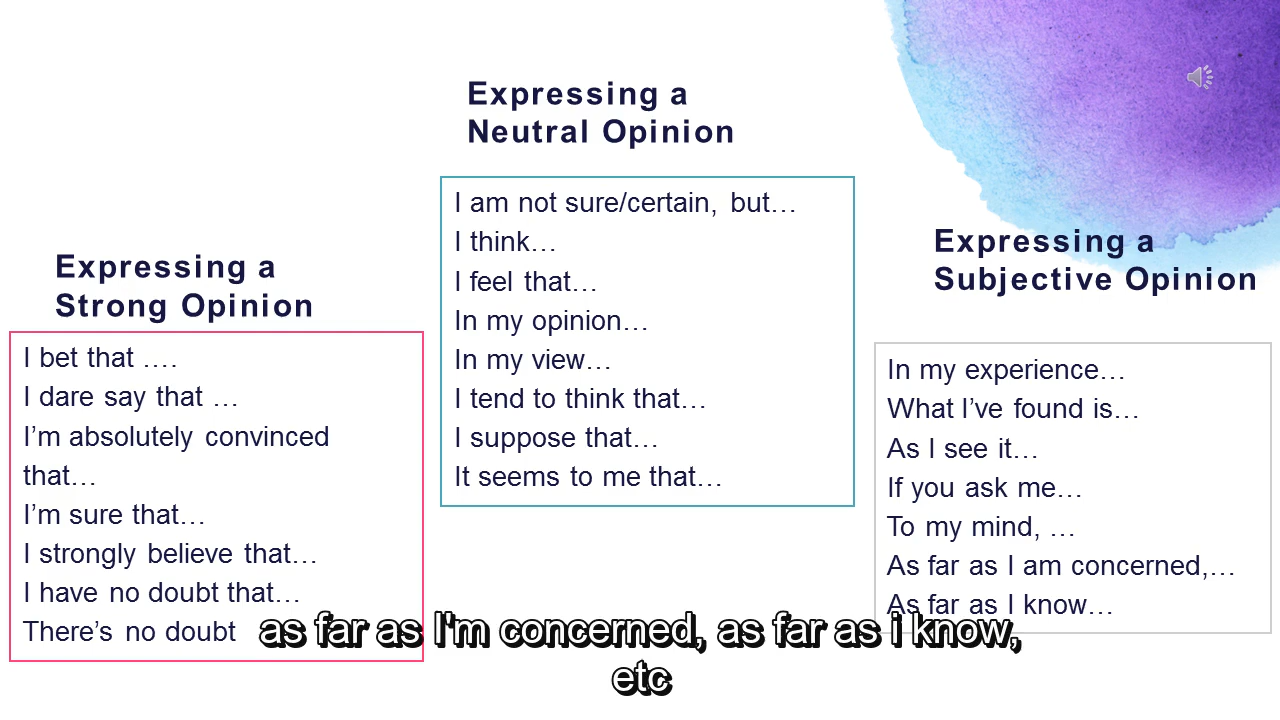 Expressing a
Strong Opinion
I bet that ….
I dare say that …
I’m absolutely convinced
that…
I’m sure that…
I strongly believe that…
I have no doubt that…
There’s no doubt
Expressing a
Neutral Opinion
I am not sure/certain, but…
I think…
I feel that…
In my opinion…
In my view…
I tend to think that…
I suppose that…
It seems to me that…
Expressing a
Subjective Opinion
In my experience…
What I’ve found is…
As I see it…
If you ask me…
To my mind, …
As far as I am concerned,…
As far as I know…
as far as I'm concerned, as far as i know,
etc